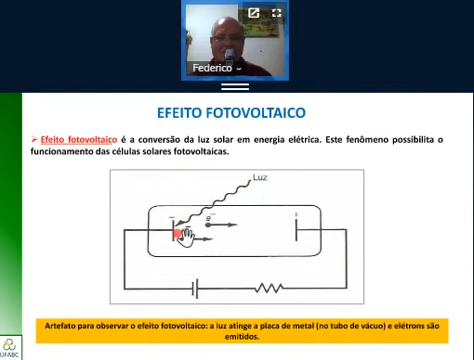 Federico
EFEITO FOTOVOLTAICO
➢ Efeito fotovoltaico é a conversão da luz solar em energia elétrica. Este fenômeno possibilita o
funcionamento das células solares fotovoltaicas.
Luz
− +
e⁻
Artefato para observar o efeito fotovoltaico: a luz atinge a placa de metal (no tubo de vácuo) e elétrons são
emitidos.
UFABC